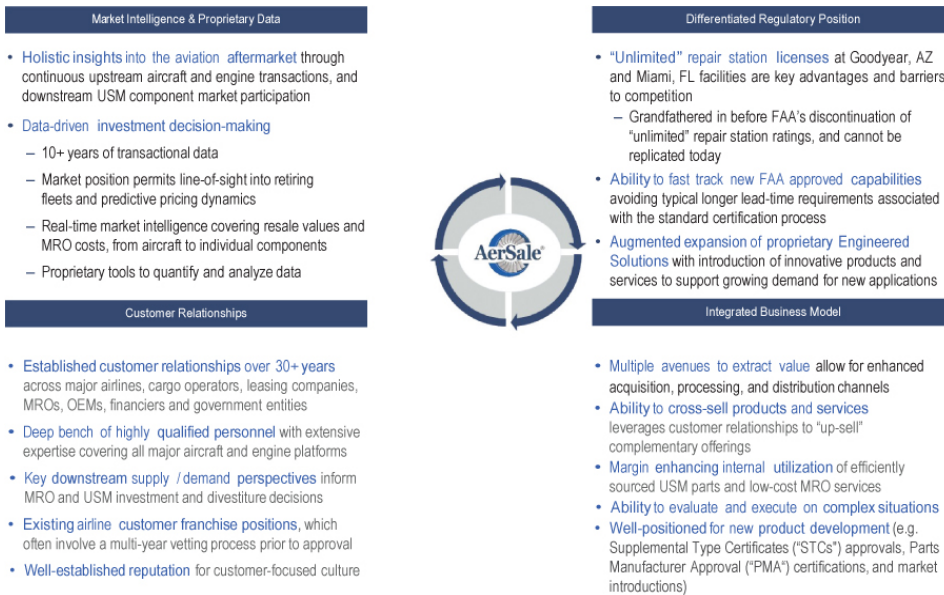 Market Intelligence & Proprietary Data
• Holistic insights into the aviation aftermarket through
continuous upstream aircraft and engine transactions, and
downstream USM component market participation
• Data-driven investment decision-making
– 10+ years of transactional data
– Market position permits line-of-sight into retiring
fleets and predictive pricing dynamics
– Real-time market intelligence covering resale values and
MRO costs, from aircraft to individual components
– Proprietary tools to quantify and analyze data
Customer Relationships
• Established customer relationships over 30+ years
across major airlines, cargo operators, leasing companies,
MROs, OEMs, financiers and government entities
• Deep bench of highly qualified personnel with extensive
expertise covering all major aircraft and engine platforms
• Key downstream supply / demand perspectives inform
MRO and USM investment and divestiture decisions
• Existing airline customer franchise positions, which
often involve a multi-year vetting process prior to approval
• Well-established reputation for customer-focused culture
AerSale®
Differentiated Regulatory Position
• “Unlimited” repair station licenses at Goodyear, AZ
and Miami, FL facilities are key advantages and barriers
to competition
– Grandfathered in before FAA’s discontinuation of
“unlimited” repair station ratings, and cannot be
replicated today
• Ability to fast track new FAA approved capabilities
avoiding typical longer lead-time requirements associated
with the standard certification process
• Augmented expansion of proprietary Engineered
Solutions with introduction of innovative products and
services to support growing demand for new applications
Integrated Business Model
• Multiple avenues to extract value allow for enhanced
acquisition, processing, and distribution channels
• Ability to cross-sell products and services
leverages customer relationships to “up-sell”
complementary offerings
• Margin enhancing internal utilization of efficiently
sourced USM parts and low-cost MRO services
• Ability to evaluate and execute on complex situations
• Well-positioned for new product development (e.g.
Supplemental Type Certificates (“STCs”) approvals, Parts
Manufacturer Approval (“PMA“) certifications, and market
introductions)